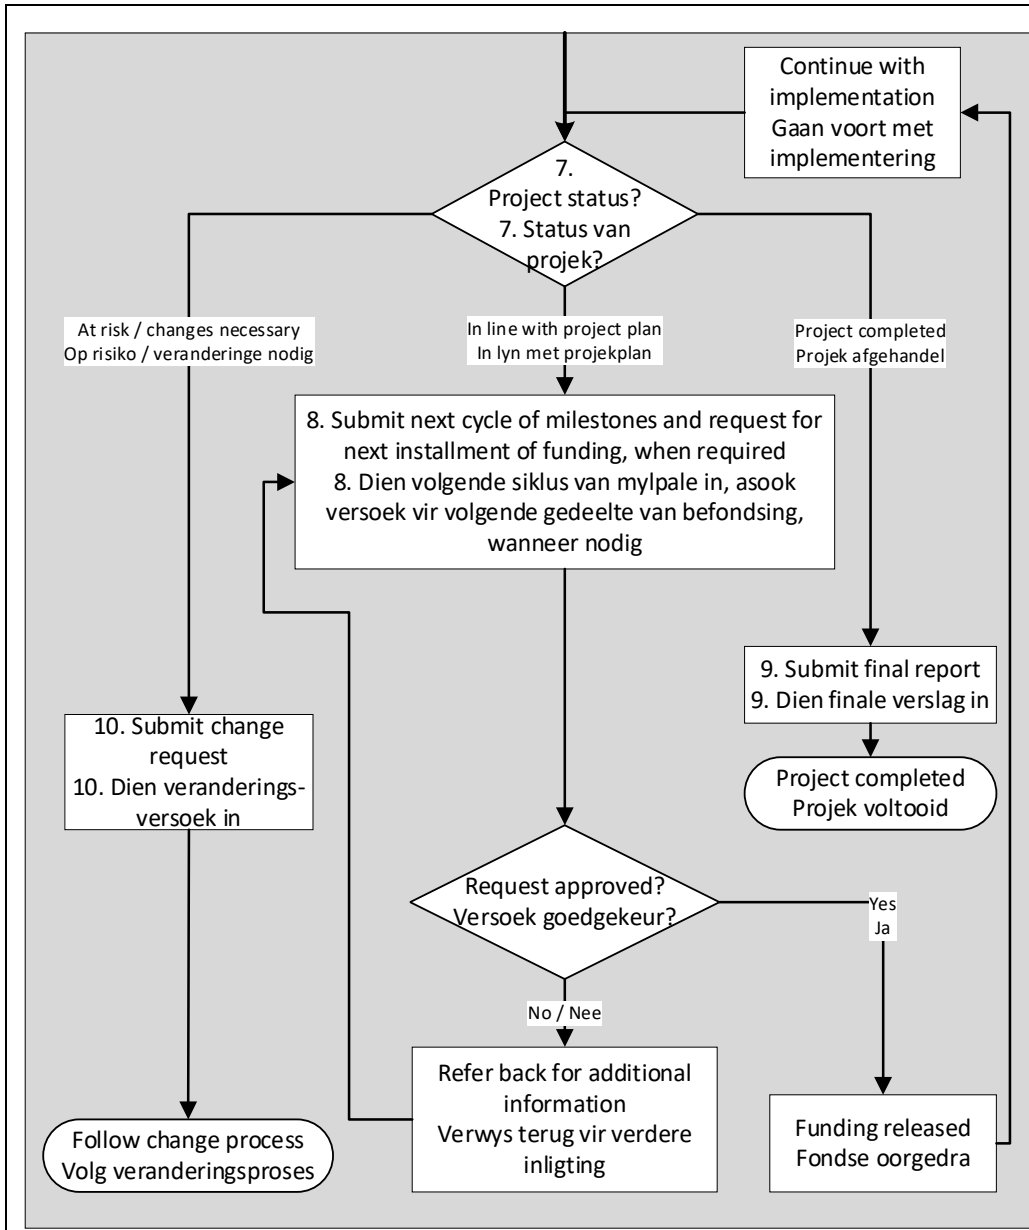 Continue with
implementation
Gaan voort met
implementering
7.
Project status?
7. Status van
projek?
At risk / changes necessary
Op risiko / veranderinge nodig
In line with project plan
In lyn met projekplan
Project completed
Projek afgehandel
8. Submit next cycle of milestones and request for
next installment of funding, when required
8. Dien volgende siklus van mylpale in, asook
versoek vir volgende gedeelte van befondsing,
wanneer nodig
9. Submit final report
9. Dien finale verslag in
10. Submit change
request
10. Dien veranderings-
versoek in
Project completed
Projek voltooid
Request approved?
Versoek goedgekeur?
Yes
Ja
No / Nee
Refer back for additional
information
Verwys terug vir verdere
inligting
Funding released
Fondse oorgedra
Follow change process
Volg veranderingsproses